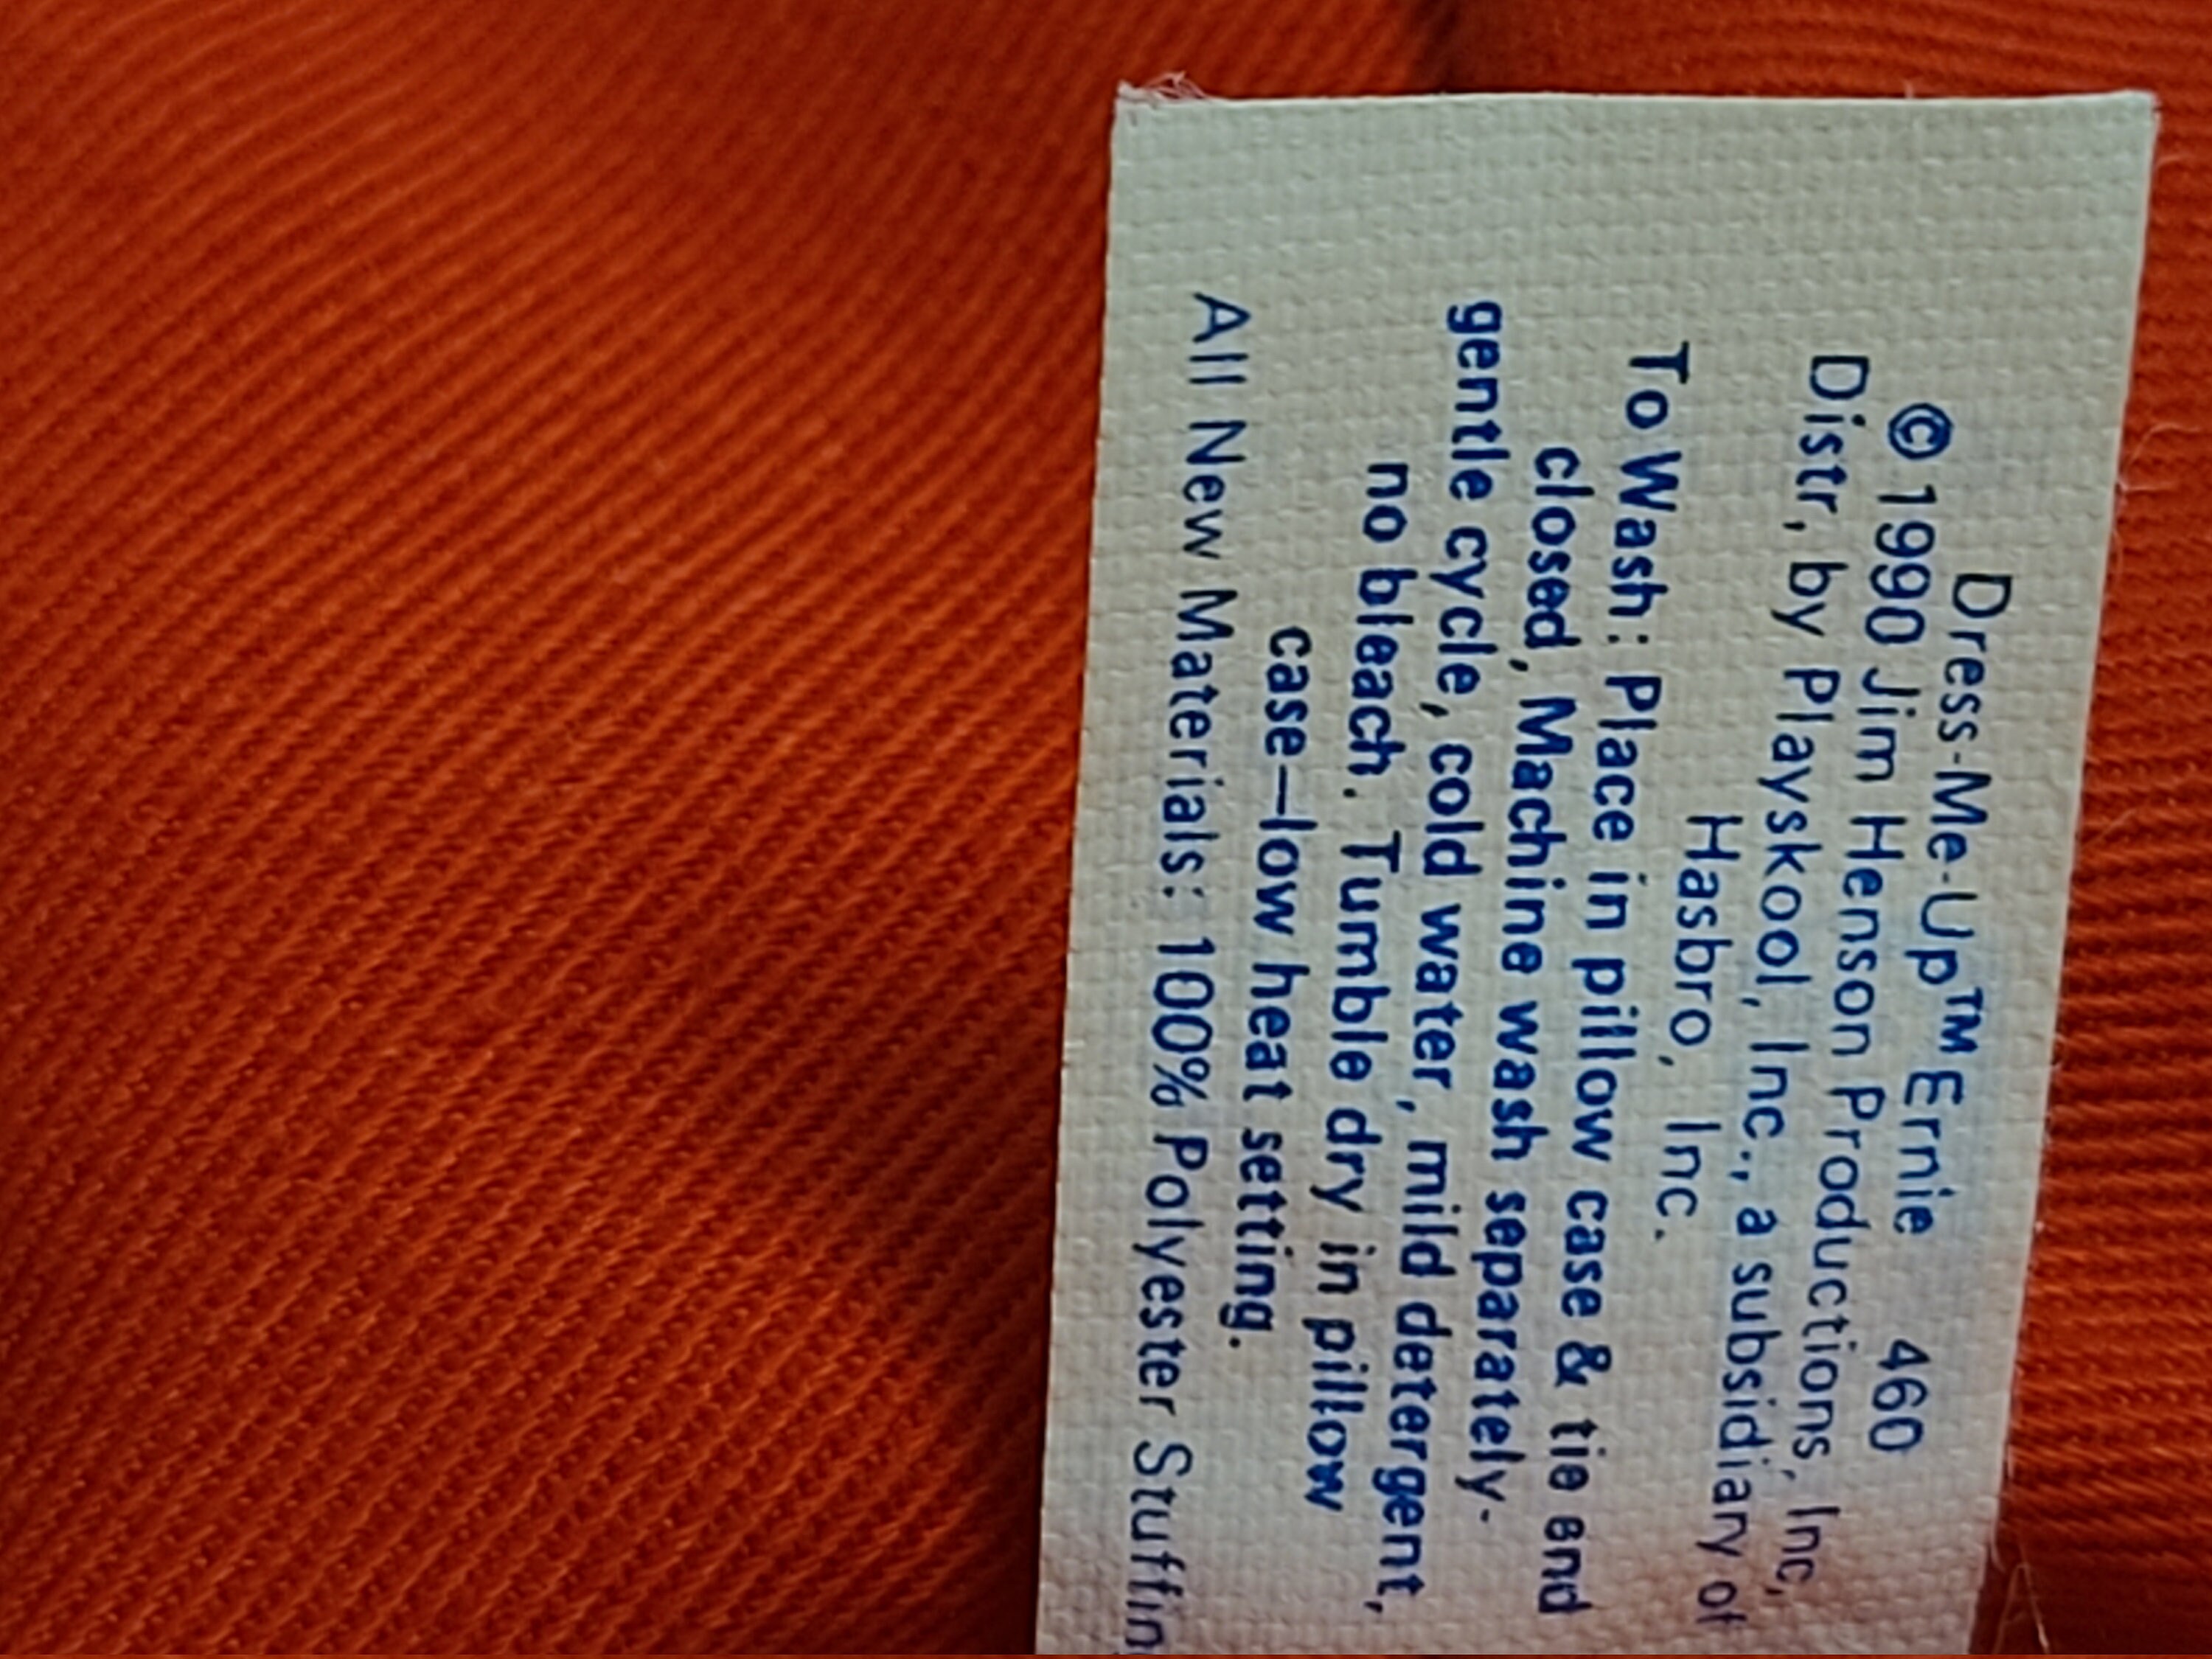 Dress-Me-Up™ Ernie 460
© 1990 Jim Henson Productions, Inc,
Distr, by Playskool, Inc., a subsidiary of
Hasbro, Inc.
To Wash: Place in pillow case & tie end
closed, Machine wash separately-
gentle cycle, cold water, mild detergent,
no bleach. Tumble dry in pillow
case—low heat setting.
All New Materials: 100% Polyester Stuffin